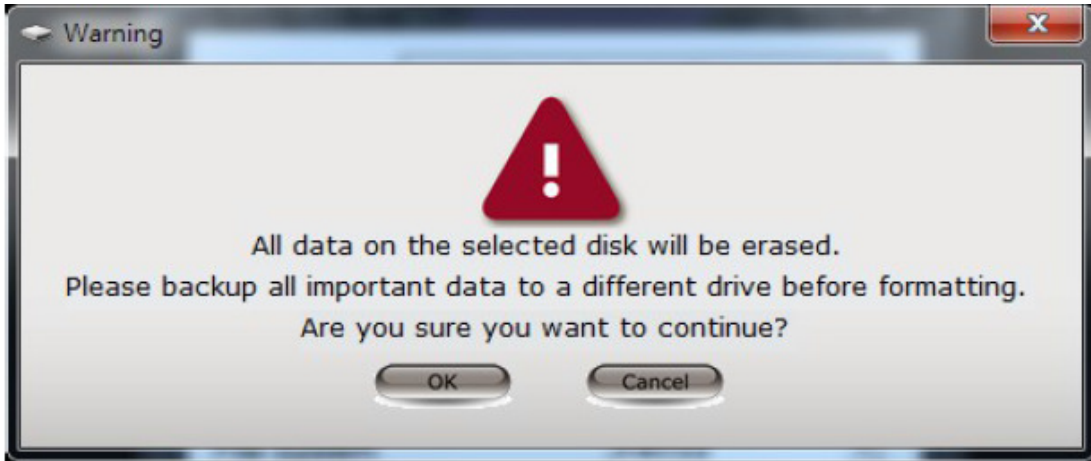 Warning
All data on the selected disk will be erased.
Please backup all important data to a different drive before formatting.
Are you sure you want to continue?
OK Cancel